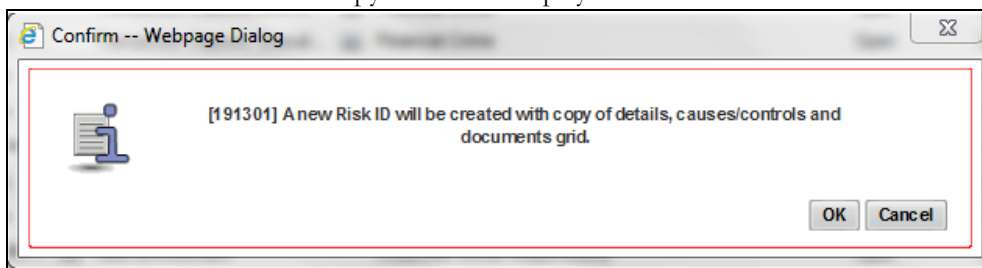 Confirm -- Webpage Dialog
[191301] A new Risk ID will be created with copy of details, causes/controls and
documents grid.
OK Cancel